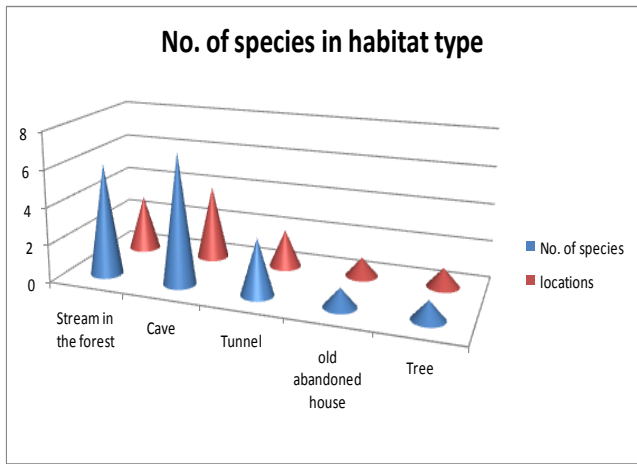 No. of species in habitat type
8
6
4
2
0
Stream in
the forest
Cave
Tunnel
old
abandoned
house
Tree
No. of species
locations